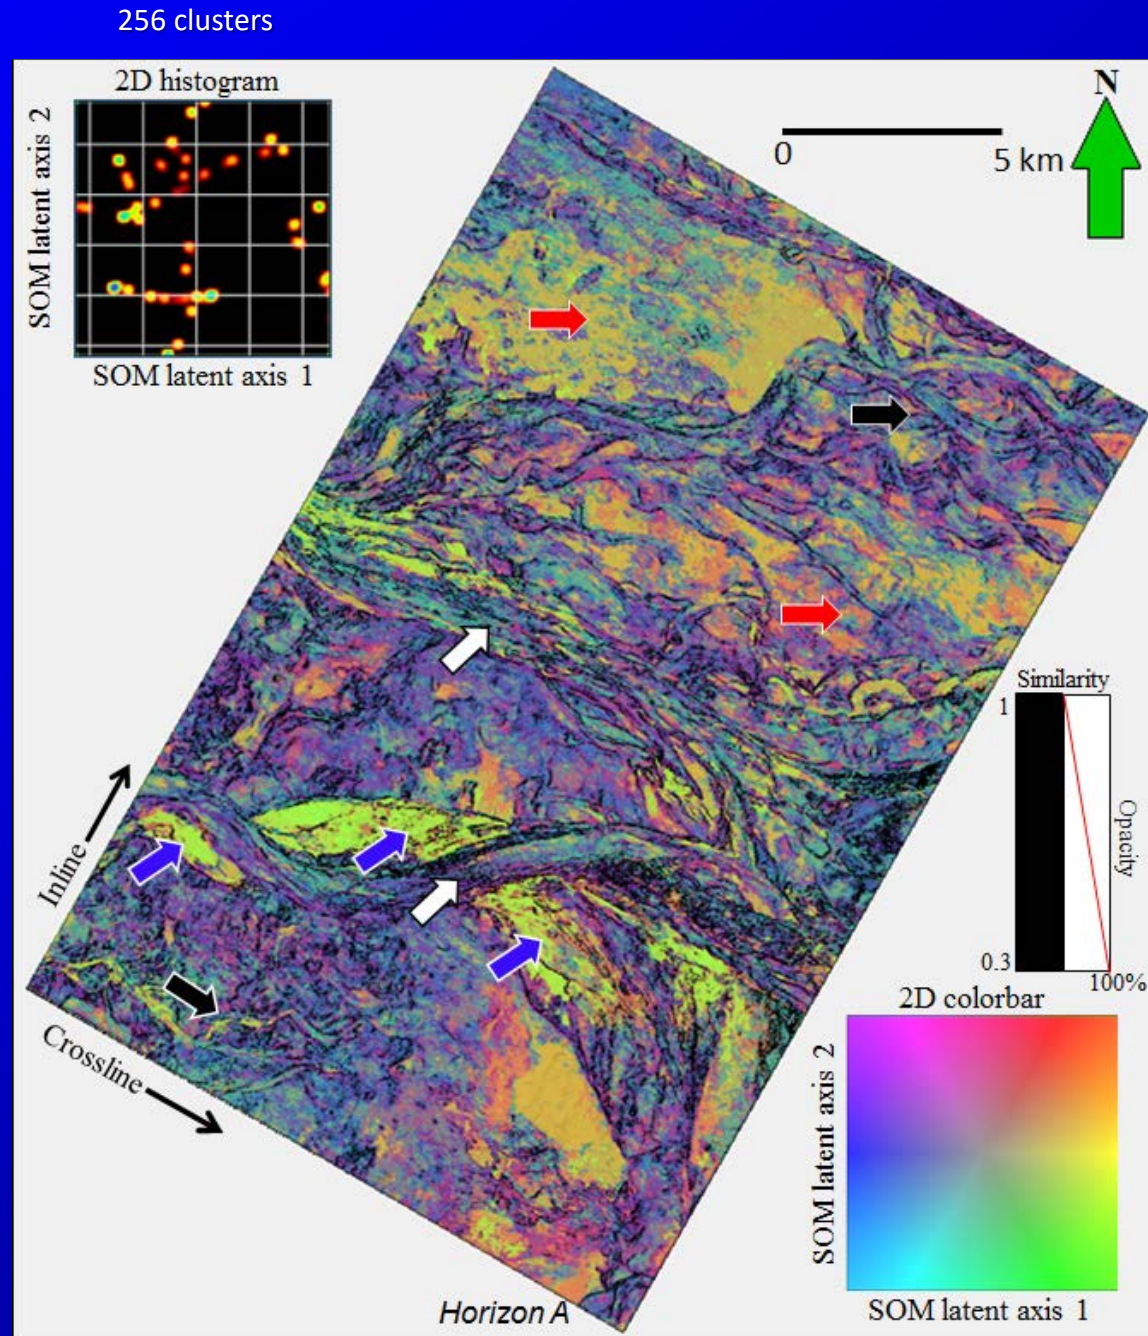 256 clusters
2D histogram
SOM latent axis 2
SOM latent axis 1
N
0 5 km
Similarity
1
Opacity
0.3
100%
Inline
Crossline
2D colorbar
SOM latent axis 2
SOM latent axis 1
Horizon A